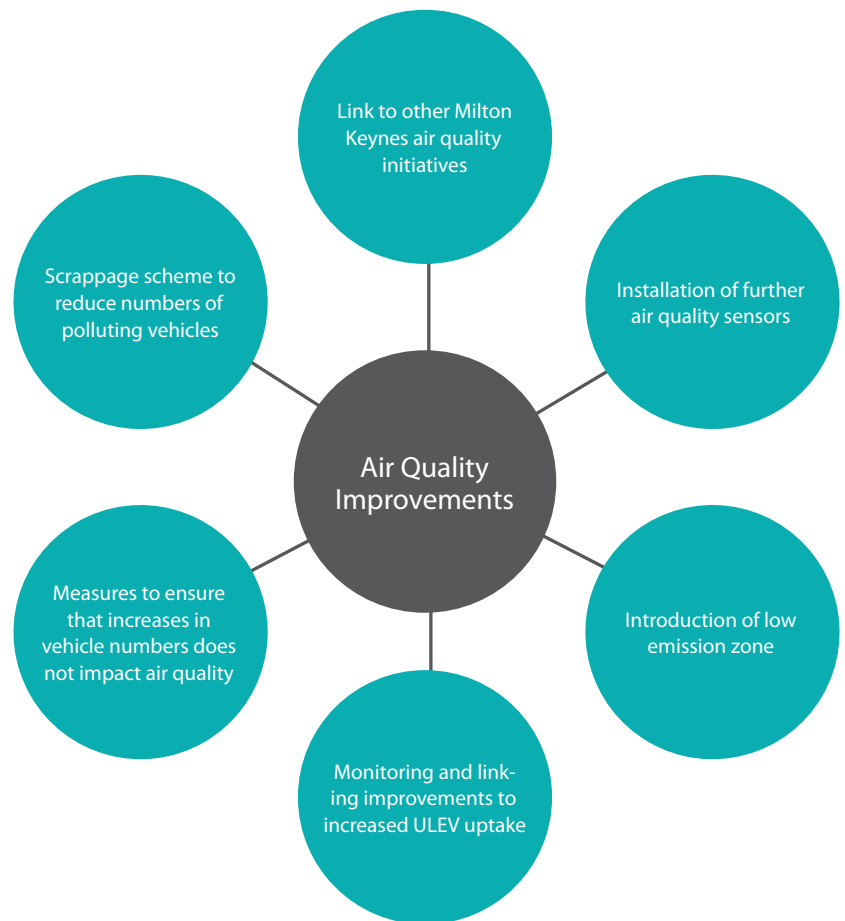 Link to other Milton
Keynes air quality
initiatives
Scrappage scheme to
reduce numbers of
polluting vehicles
Installation of further
air quality sensors
Air Quality
Improvements
Measures to ensure
that increases in
vehicle numbers does
not impact air quality
Introduction of low
emission zone
Monitoring and link-
ing improvements to
increased ULEV uptake